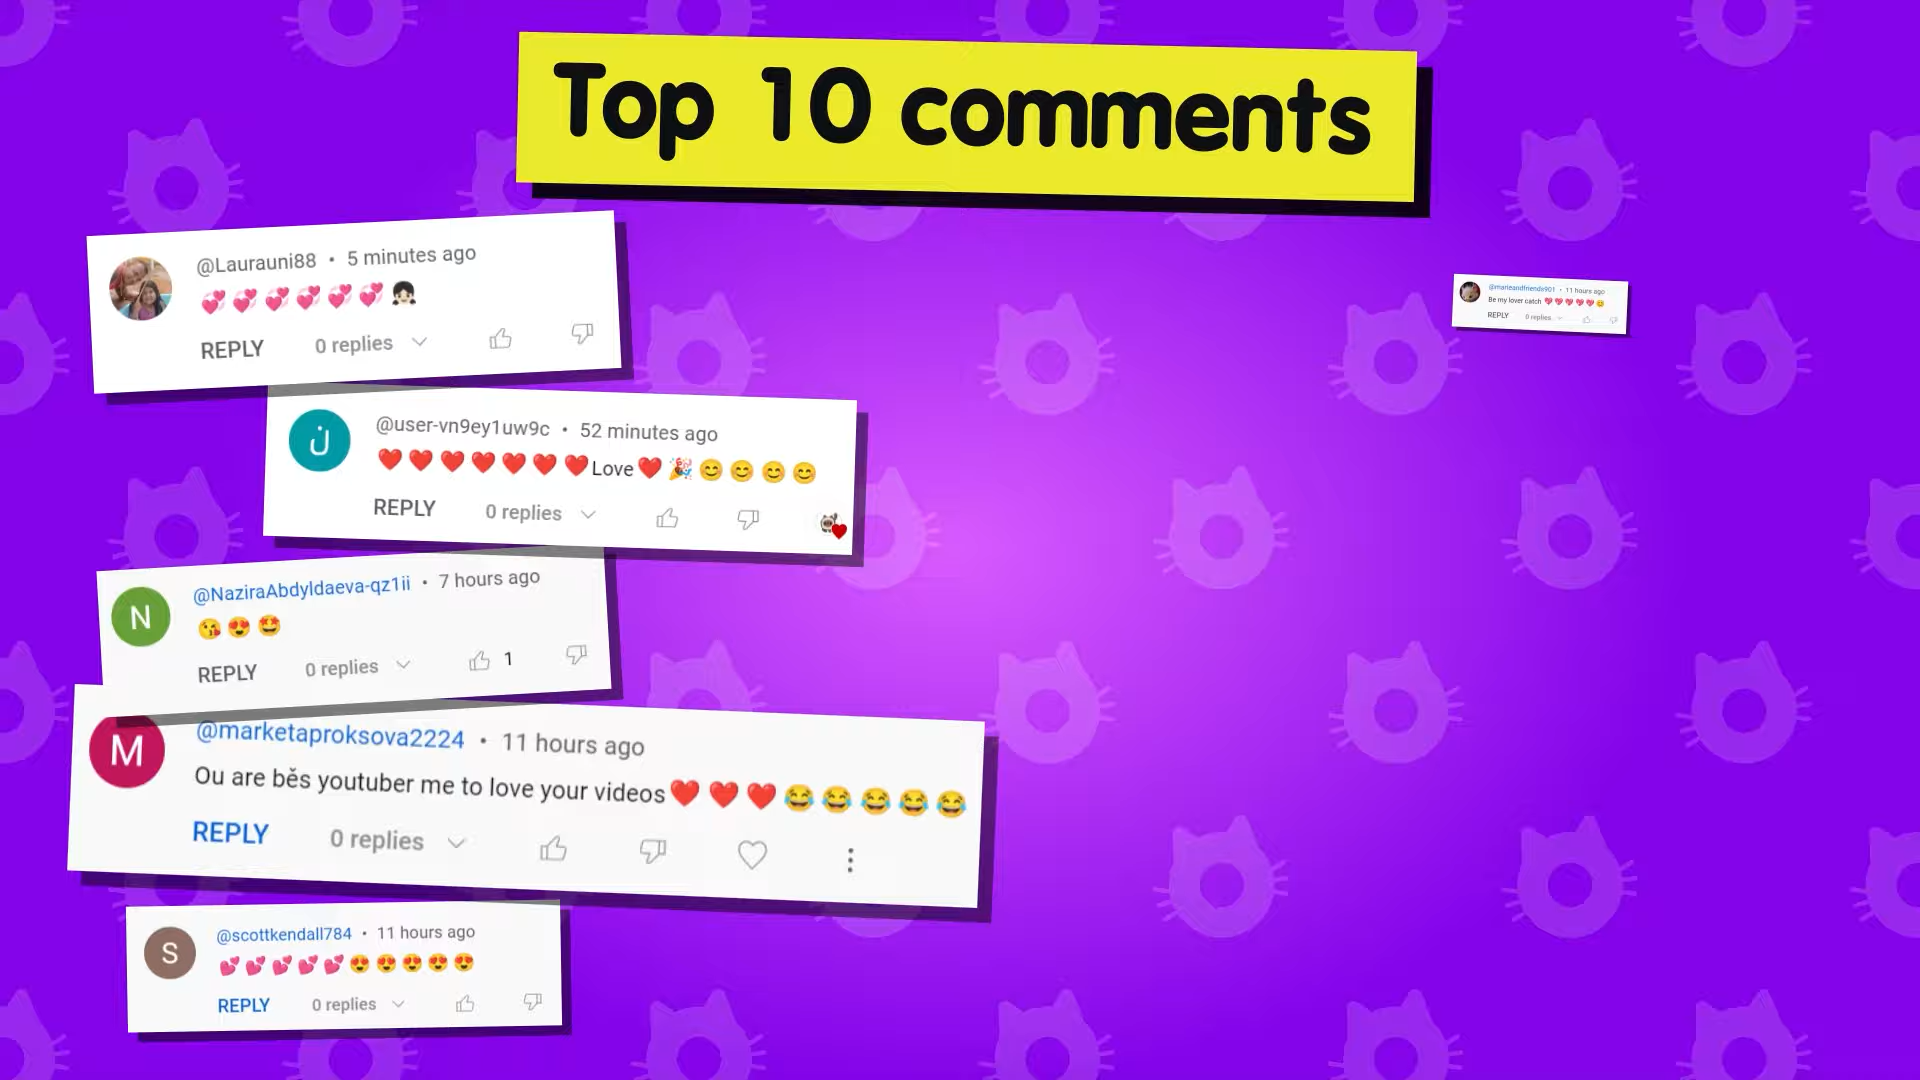 Top 10 comments
@Laurauni88 • 5 minutes ago
💞💞💞💞💞💞👧🏻
REPLY 0 replies
ن
@user-vn9ey1uw9c • 52 minutes ago
❤️❤️❤️❤️❤️❤️❤️Love❤️🎉😊😊😊😊
REPLY 0 replies
N
@NaziraAbdyldaeva-qz1ii • 7 hours ago
😘😍🤩
REPLY 0 replies 1
M
@marketaproksova2224 • 11 hours ago
Ou are běs youtuber me to love your videos❤️❤️❤️😂😂😂😂😂
REPLY 0 replies
S
@scottkendall784 • 11 hours ago
💕💕💕💕💕😍😍😍😍😍
REPLY 0 replies
@marieandfriends901 • 11 hours ago
Be my lover catch 💖💖💖💖💖😊
REPLY 0 replies